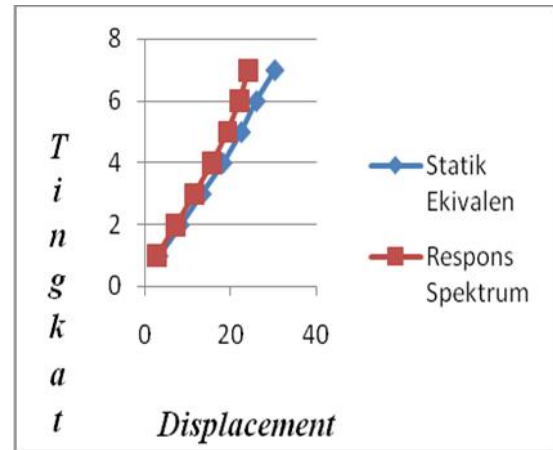 8
6
4
2
0
0 20 40
T
i
n
g
k
a
t
Displacement
Statik
Ekivalen
Respons
Spektrum